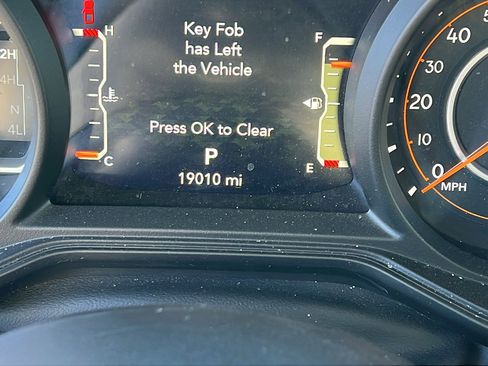 Key Fob
has Left
the Vehicle
Press OK to Clear
P
19010 mi
H
C
F
E
2H
4H
N
4L
50
40
30
20
10
0
MPH